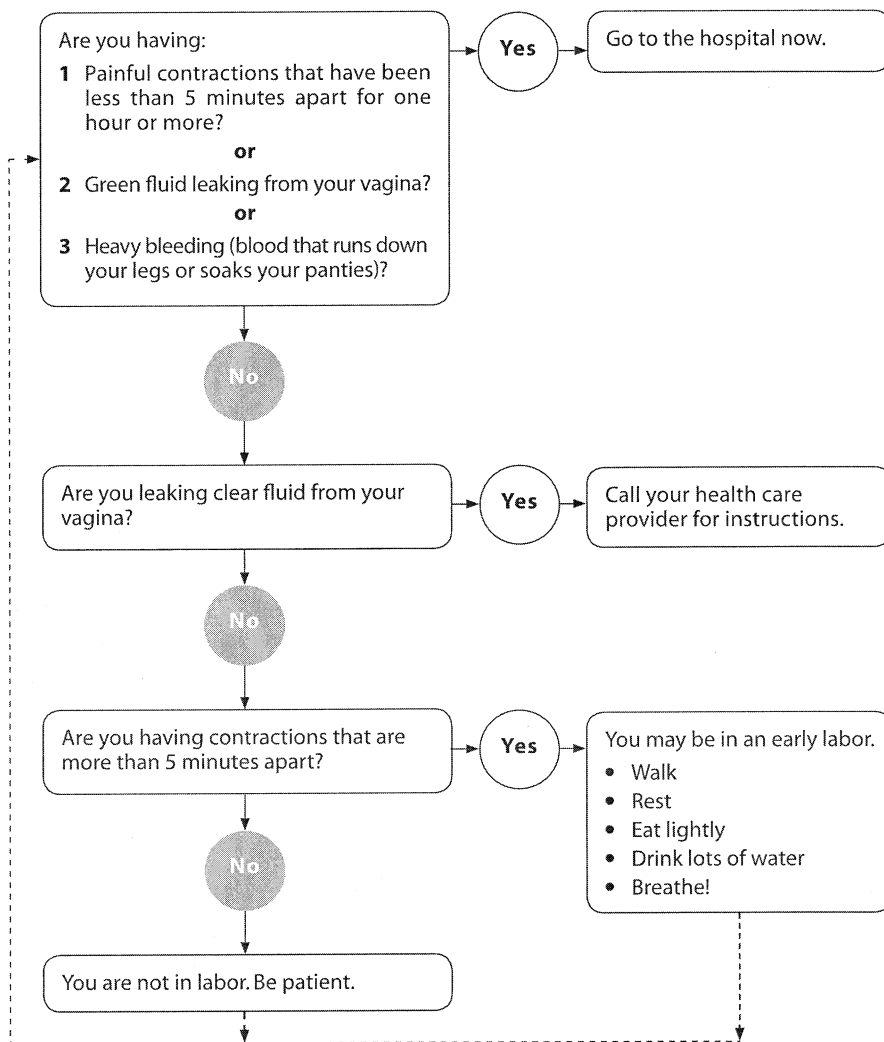 Are you having:
1 Painful contractions that have been
less than 5 minutes apart for one
hour or more?
or
2 Green fluid leaking from your vagina?
or
3 Heavy bleeding (blood that runs down
your legs or soaks your panties)?
Yes
Go to the hospital now.
No
Are you leaking clear fluid from your
vagina?
Yes
Call your health care
provider for instructions.
No
Are you having contractions that are
more than 5 minutes apart?
Yes
You may be in an early labor.
• Walk
• Rest
• Eat lightly
• Drink lots of water
• Breathe!
No
You are not in labor. Be patient.